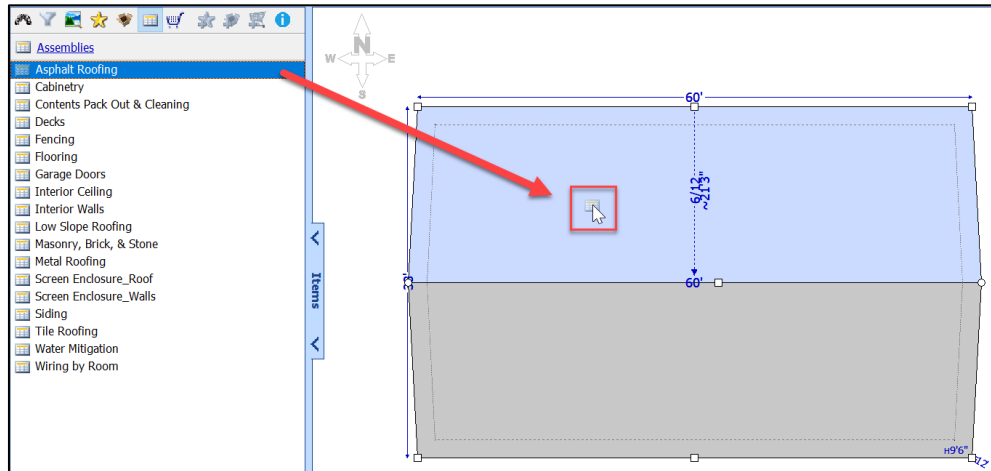 Assemblies
Asphalt Roofing
Cabinetry
Contents Pack Out & Cleaning
Decks
Fencing
Flooring
Garage Doors
Interior Ceiling
Interior Walls
Low Slope Roofing
Masonry, Brick, & Stone
Metal Roofing
Screen Enclosure_Roof
Screen Enclosure_Walls
Siding
Tile Roofing
Water Mitigation
Wiring by Room
Items
N
W
E
S
60'
6/12
~21'3"
60'
H9'6"